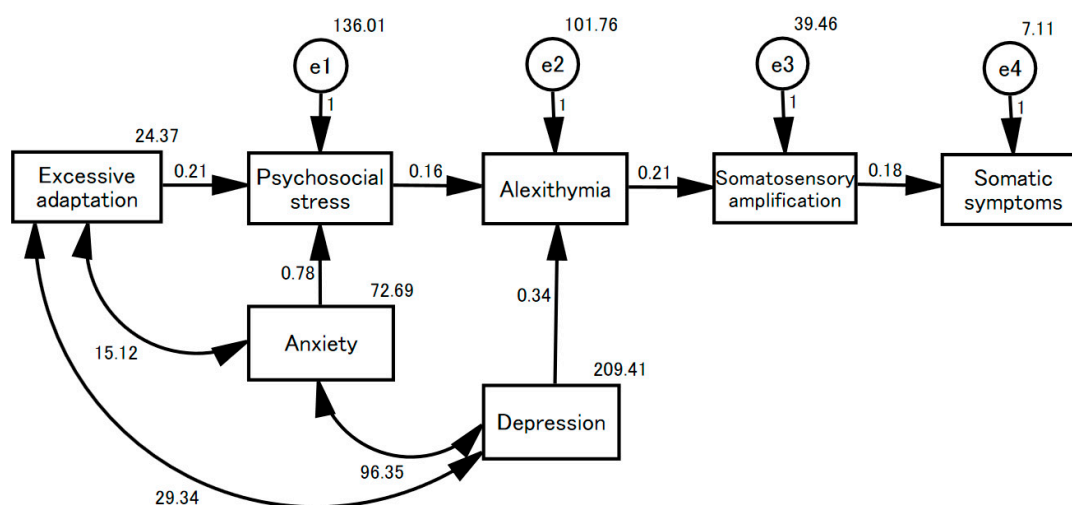 136.01
101.76
39.46
7.11
e1
e2
e3
e4
1
1
1
1
24.37
Excessive
adaptation
0.21
Psychosocial
stress
0.16
Alexithymia
0.21
Somatosensory
amplification
0.18
Somatic
symptoms
0.78
72.69
0.34
Anxiety
15.12
209.41
Depression
96.35
29.34